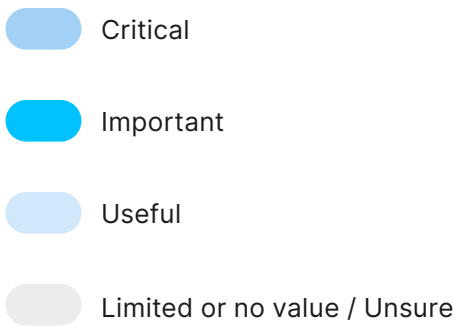 Critical
Important
Useful
Limited or no value / Unsure